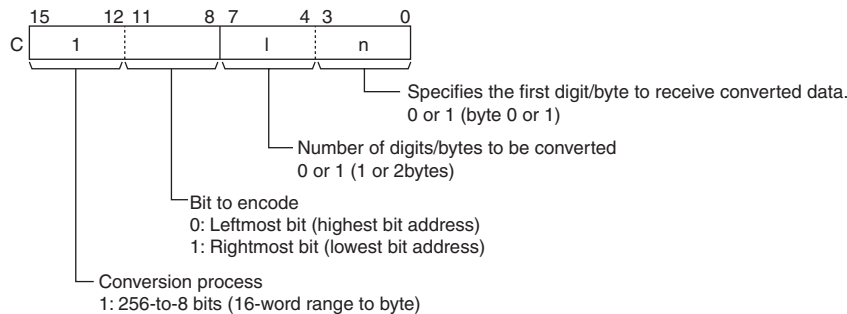 15 12 11 8 7 4 3 0
C 1 l n
Specifies the first digit/byte to receive converted data.
0 or 1 (byte 0 or 1)
Number of digits/bytes to be converted
0 or 1 (1 or 2bytes)
Bit to encode
0: Leftmost bit (highest bit address)
1: Rightmost bit (lowest bit address)
Conversion process
1: 256-to-8 bits (16-word range to byte)